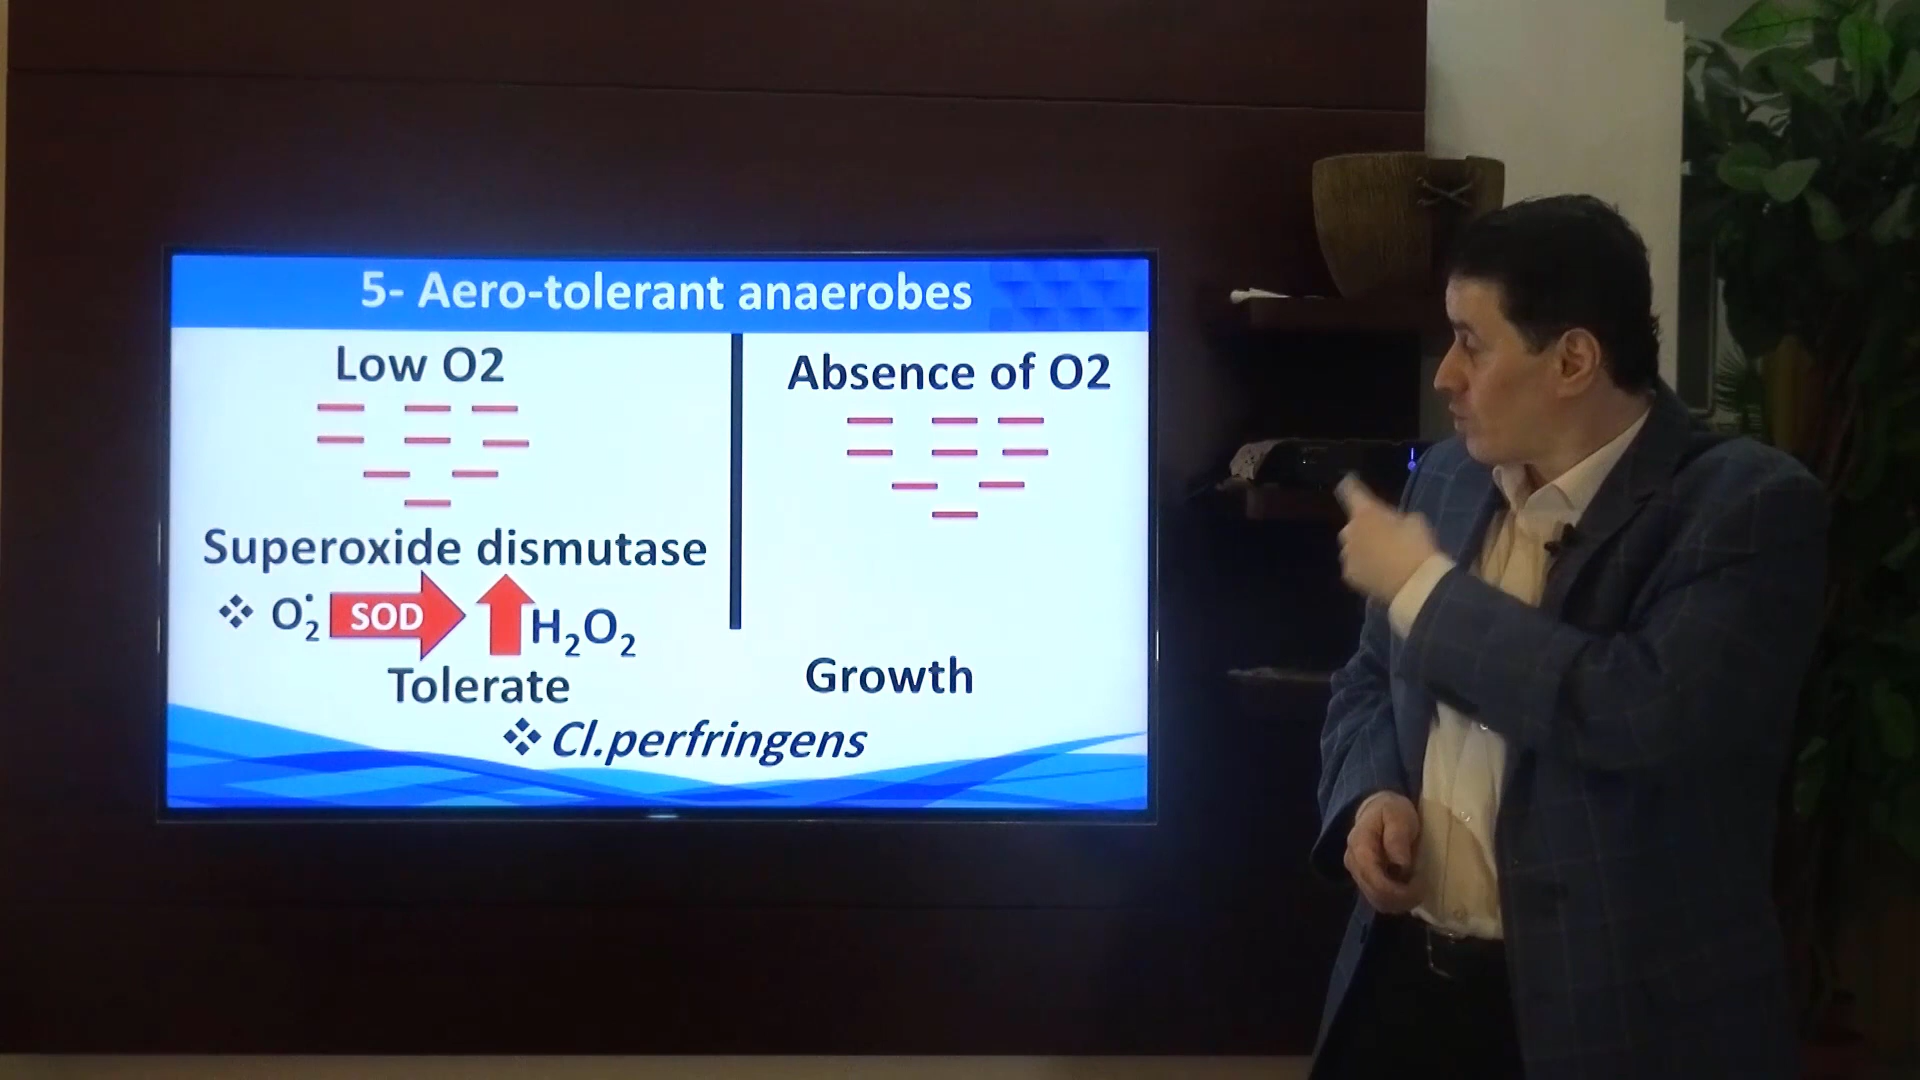 5- Aero-tolerant anaerobes
Low O2
Superoxide dismutase
❖ O₂˙ SOD H₂O₂
Tolerate
Absence of O2
Growth
❖ Cl.perfringens